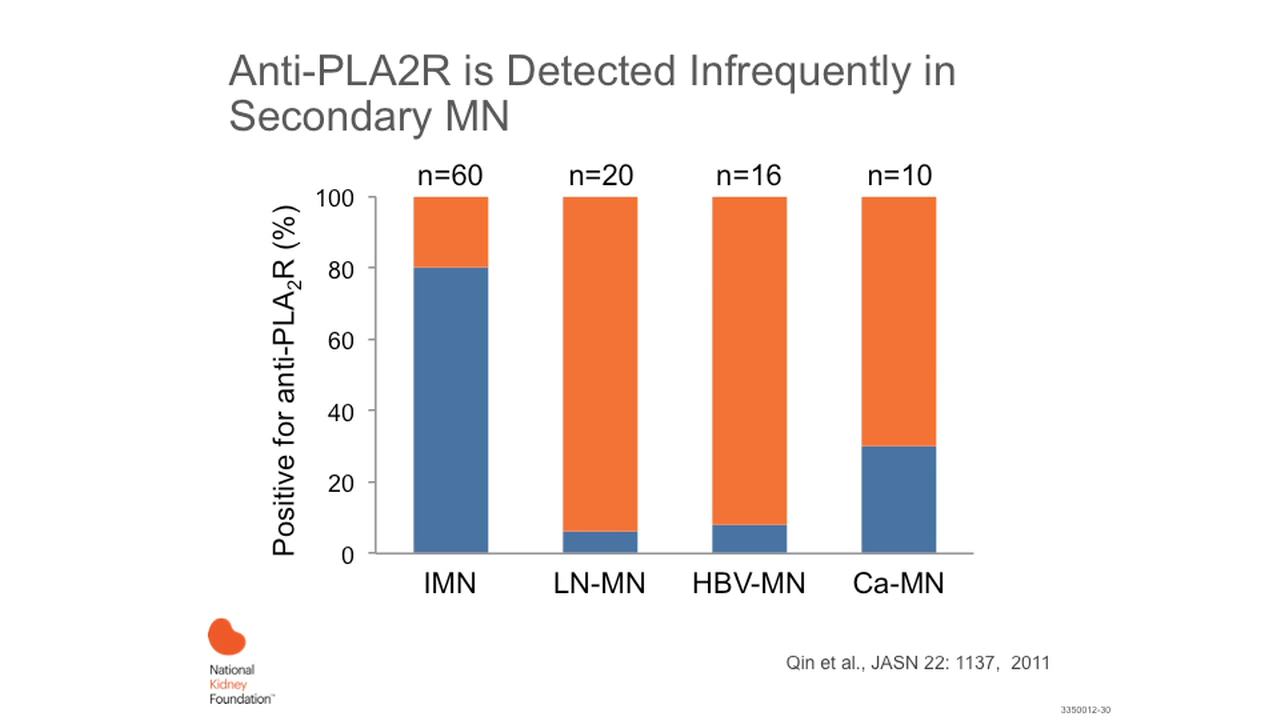 Anti-PLA2R is Detected Infrequently in
Secondary MN
n=60 n=20 n=16 n=10
Positive for anti-PLA₂R (%)
100
80
60
40
20
0
IMN LN-MN HBV-MN Ca-MN
National
Kidney
Foundation™
Qin et al., JASN 22: 1137, 2011
3350012-30